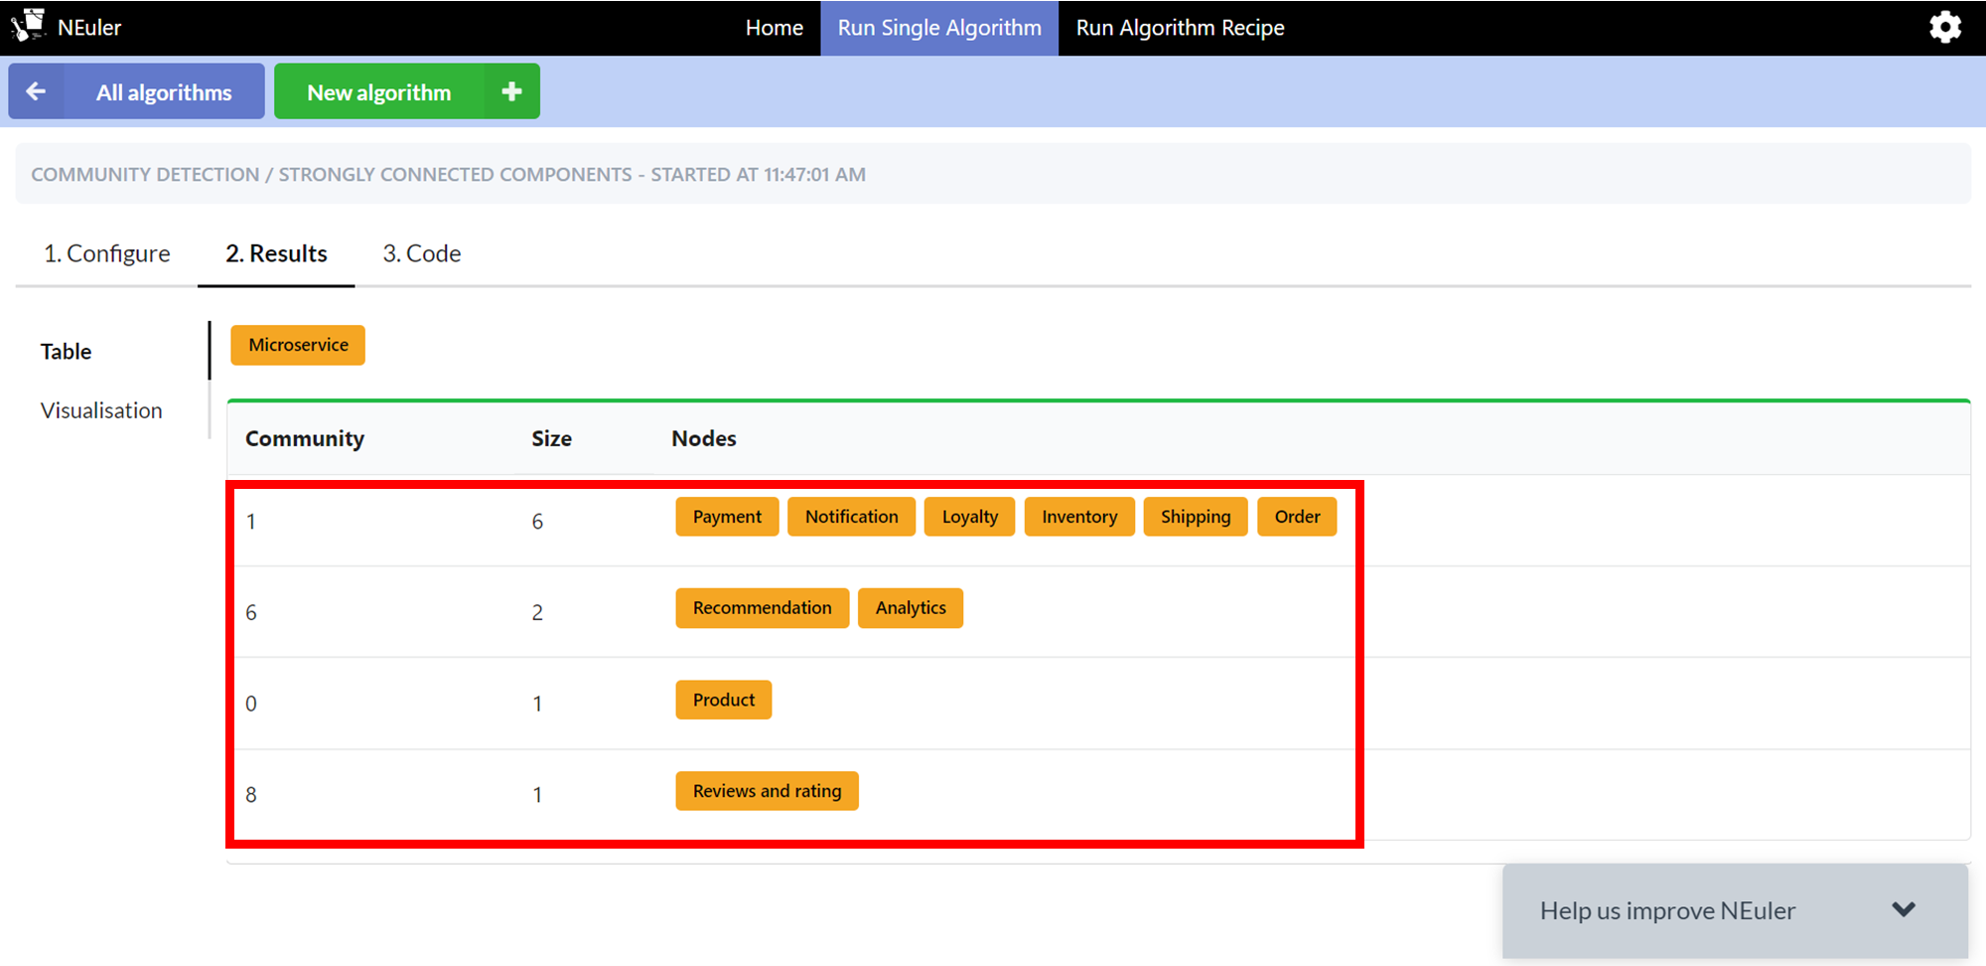 NEuler Home Run Single Algorithm Run Algorithm Recipe
All algorithms New algorithm
COMMUNITY DETECTION / STRONGLY CONNECTED COMPONENTS - STARTED AT 11:47:01 AM
1. Configure 2. Results 3. Code
Table
Visualisation
Microservice
Community Size Nodes
1 6 Payment Notification Loyalty Inventory Shipping Order
6 2 Recommendation Analytics
0 1 Product
8 1 Reviews and rating
Help us improve NEuler